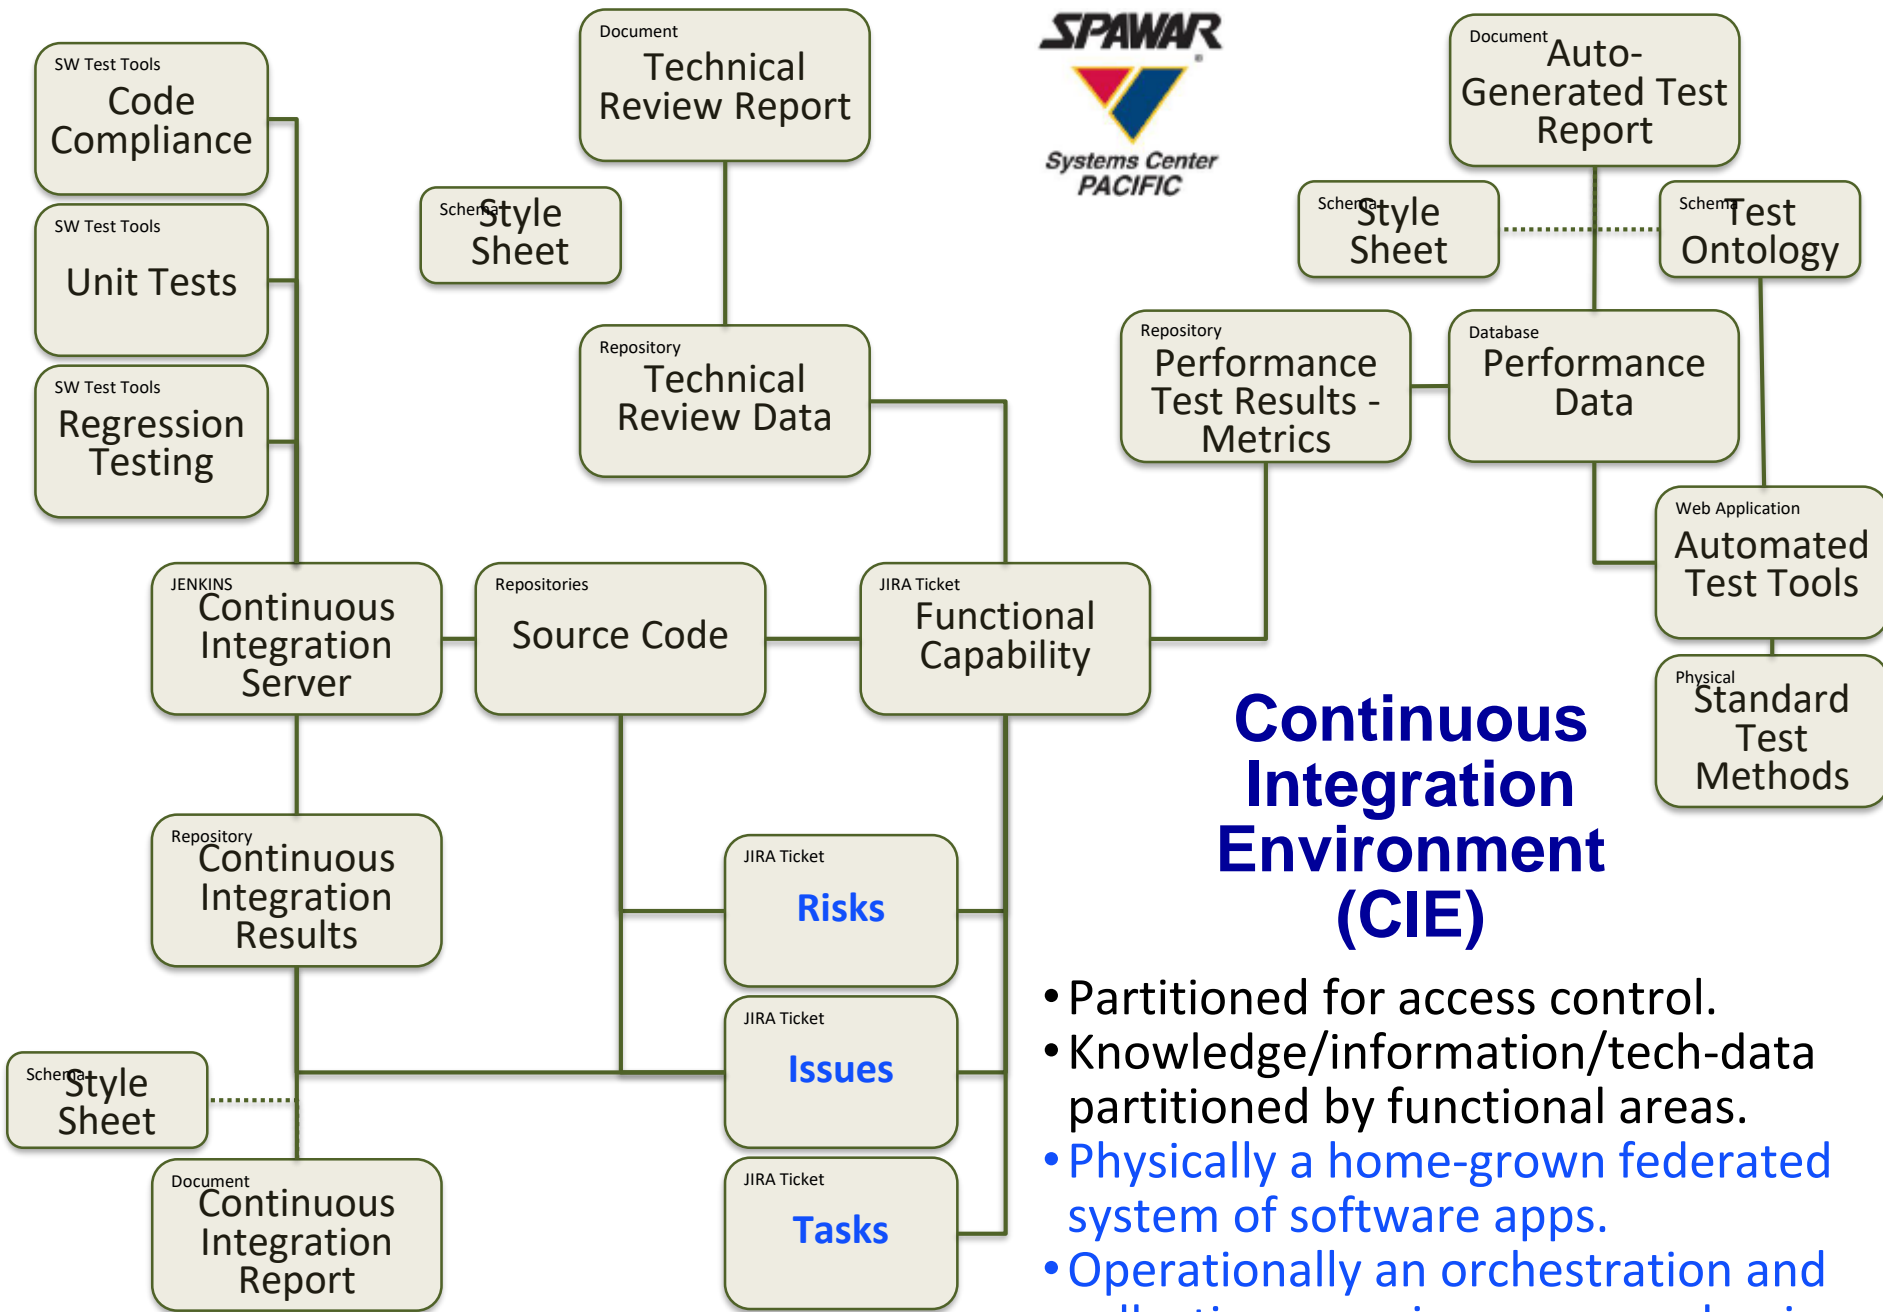 SW Test Tools
Code
Compliance
SW Test Tools
Unit Tests
SW Test Tools
Regression
Testing
Document
Technical
Review Report
Schema
Style
Sheet
Repository
Technical
Review Data
SPAWAR
®
Systems Center
PACIFIC
Document
Auto-
Generated Test
Report
Schema
Style
Sheet
Schema
Test
Ontology
Repository
Performance
Test Results -
Metrics
Database
Performance
Data
Web Application
Automated
Test Tools
Physical
Standard
Test
Methods
JENKINS
Continuous
Integration
Server
Repositories
Source Code
JIRA Ticket
Functional
Capability
Repository
Continuous
Integration
Results
JIRA Ticket
Risks
JIRA Ticket
Issues
JIRA Ticket
Tasks
Schema
Style
Sheet
Document
Continuous
Integration
Report
Continuous
Integration
Environment
(CIE)
• Partitioned for access control.
• Knowledge/information/tech-data
partitioned by functional areas.
• Physically a home-grown federated
system of software apps.
• Operationally an orchestration and